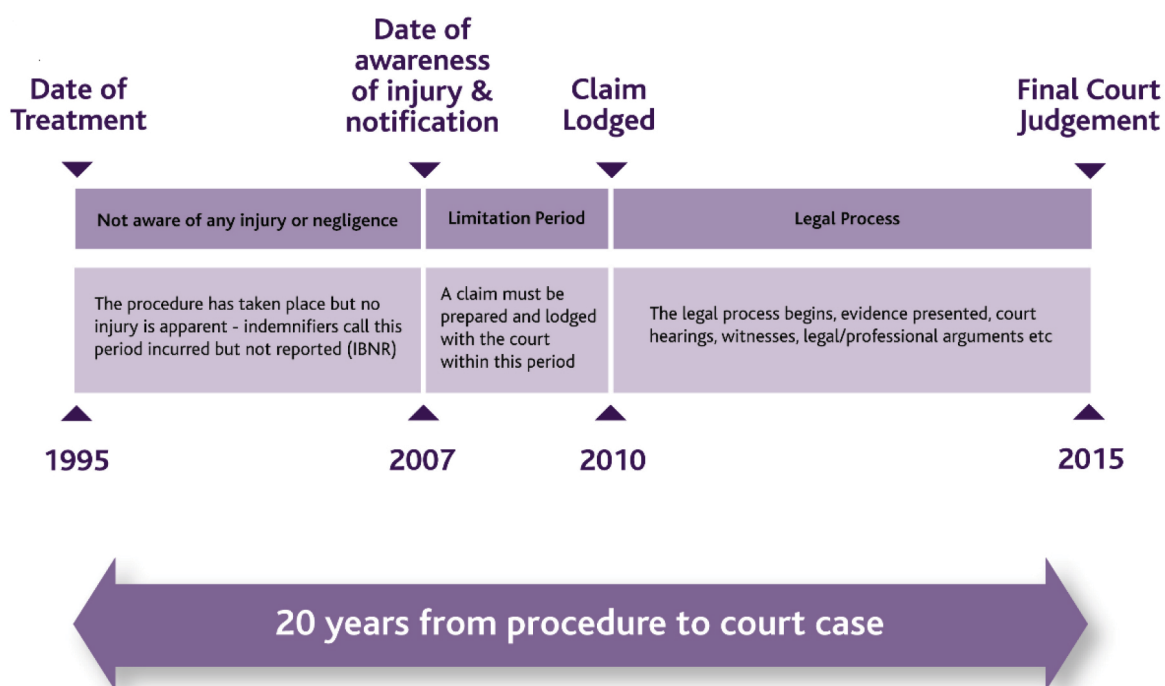 Date of
Treatment
Date of
awareness
of injury &
notification
Claim
Lodged
Final Court
Judgement
Not aware of any injury or negligence
Limitation Period
Legal Process
The procedure has taken place but no
injury is apparent - indemnifiers call this
period incurred but not reported (IBNR)
A claim must be
prepared and lodged
with the court
within this period
The legal process begins, evidence presented, court
hearings, witnesses, legal/professional arguments etc
1995
2007
2010
2015
20 years from procedure to court case